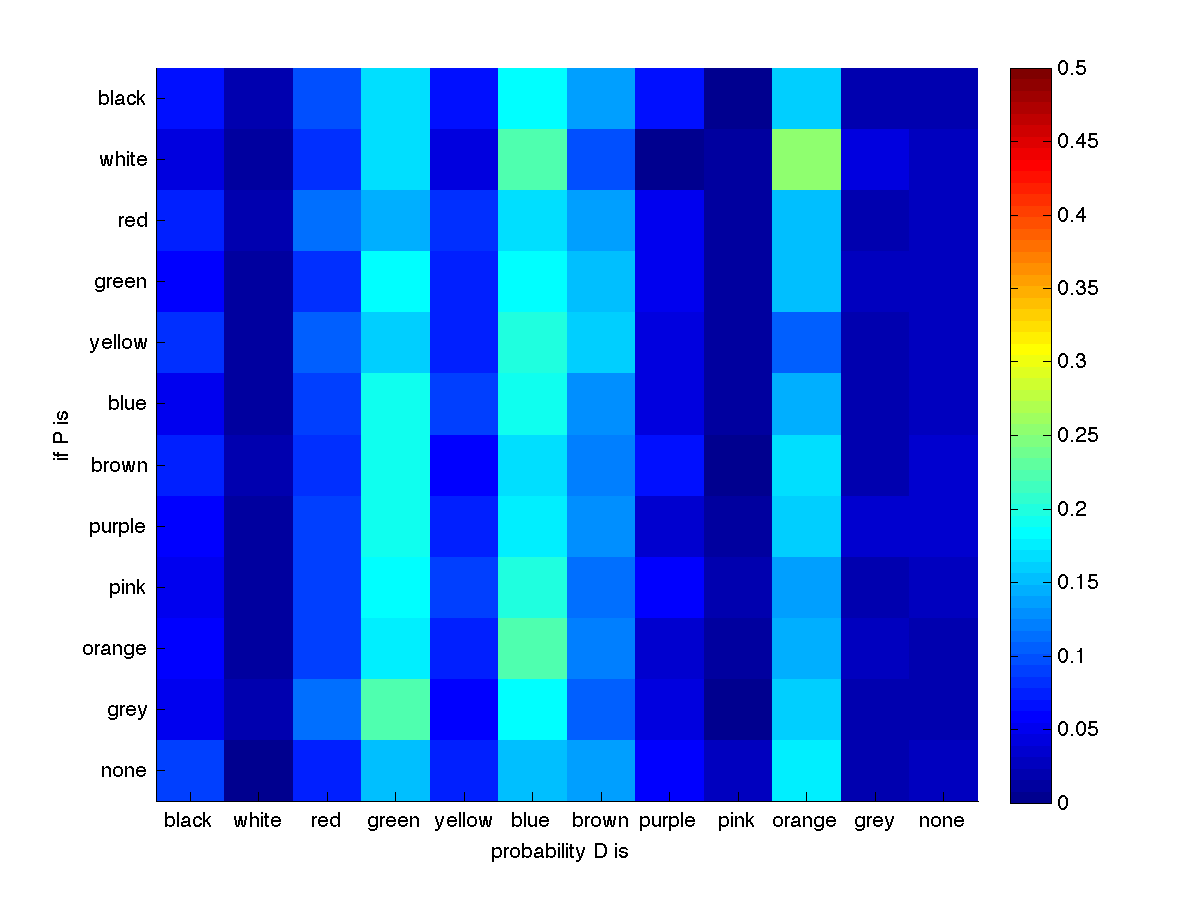 black
white
red
green
yellow
blue
brown
purple
pink
orange
grey
none
if P is
black white red green yellow blue brown purple pink orange grey none
probability D is
0.5
0.45
0.4
0.35
0.3
0.25
0.2
0.15
0.1
0.05
0